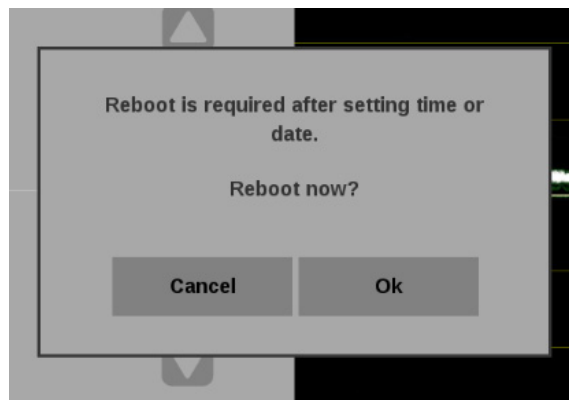 Reboot is required after setting time or
date.
Reboot now?
Cancel
Ok